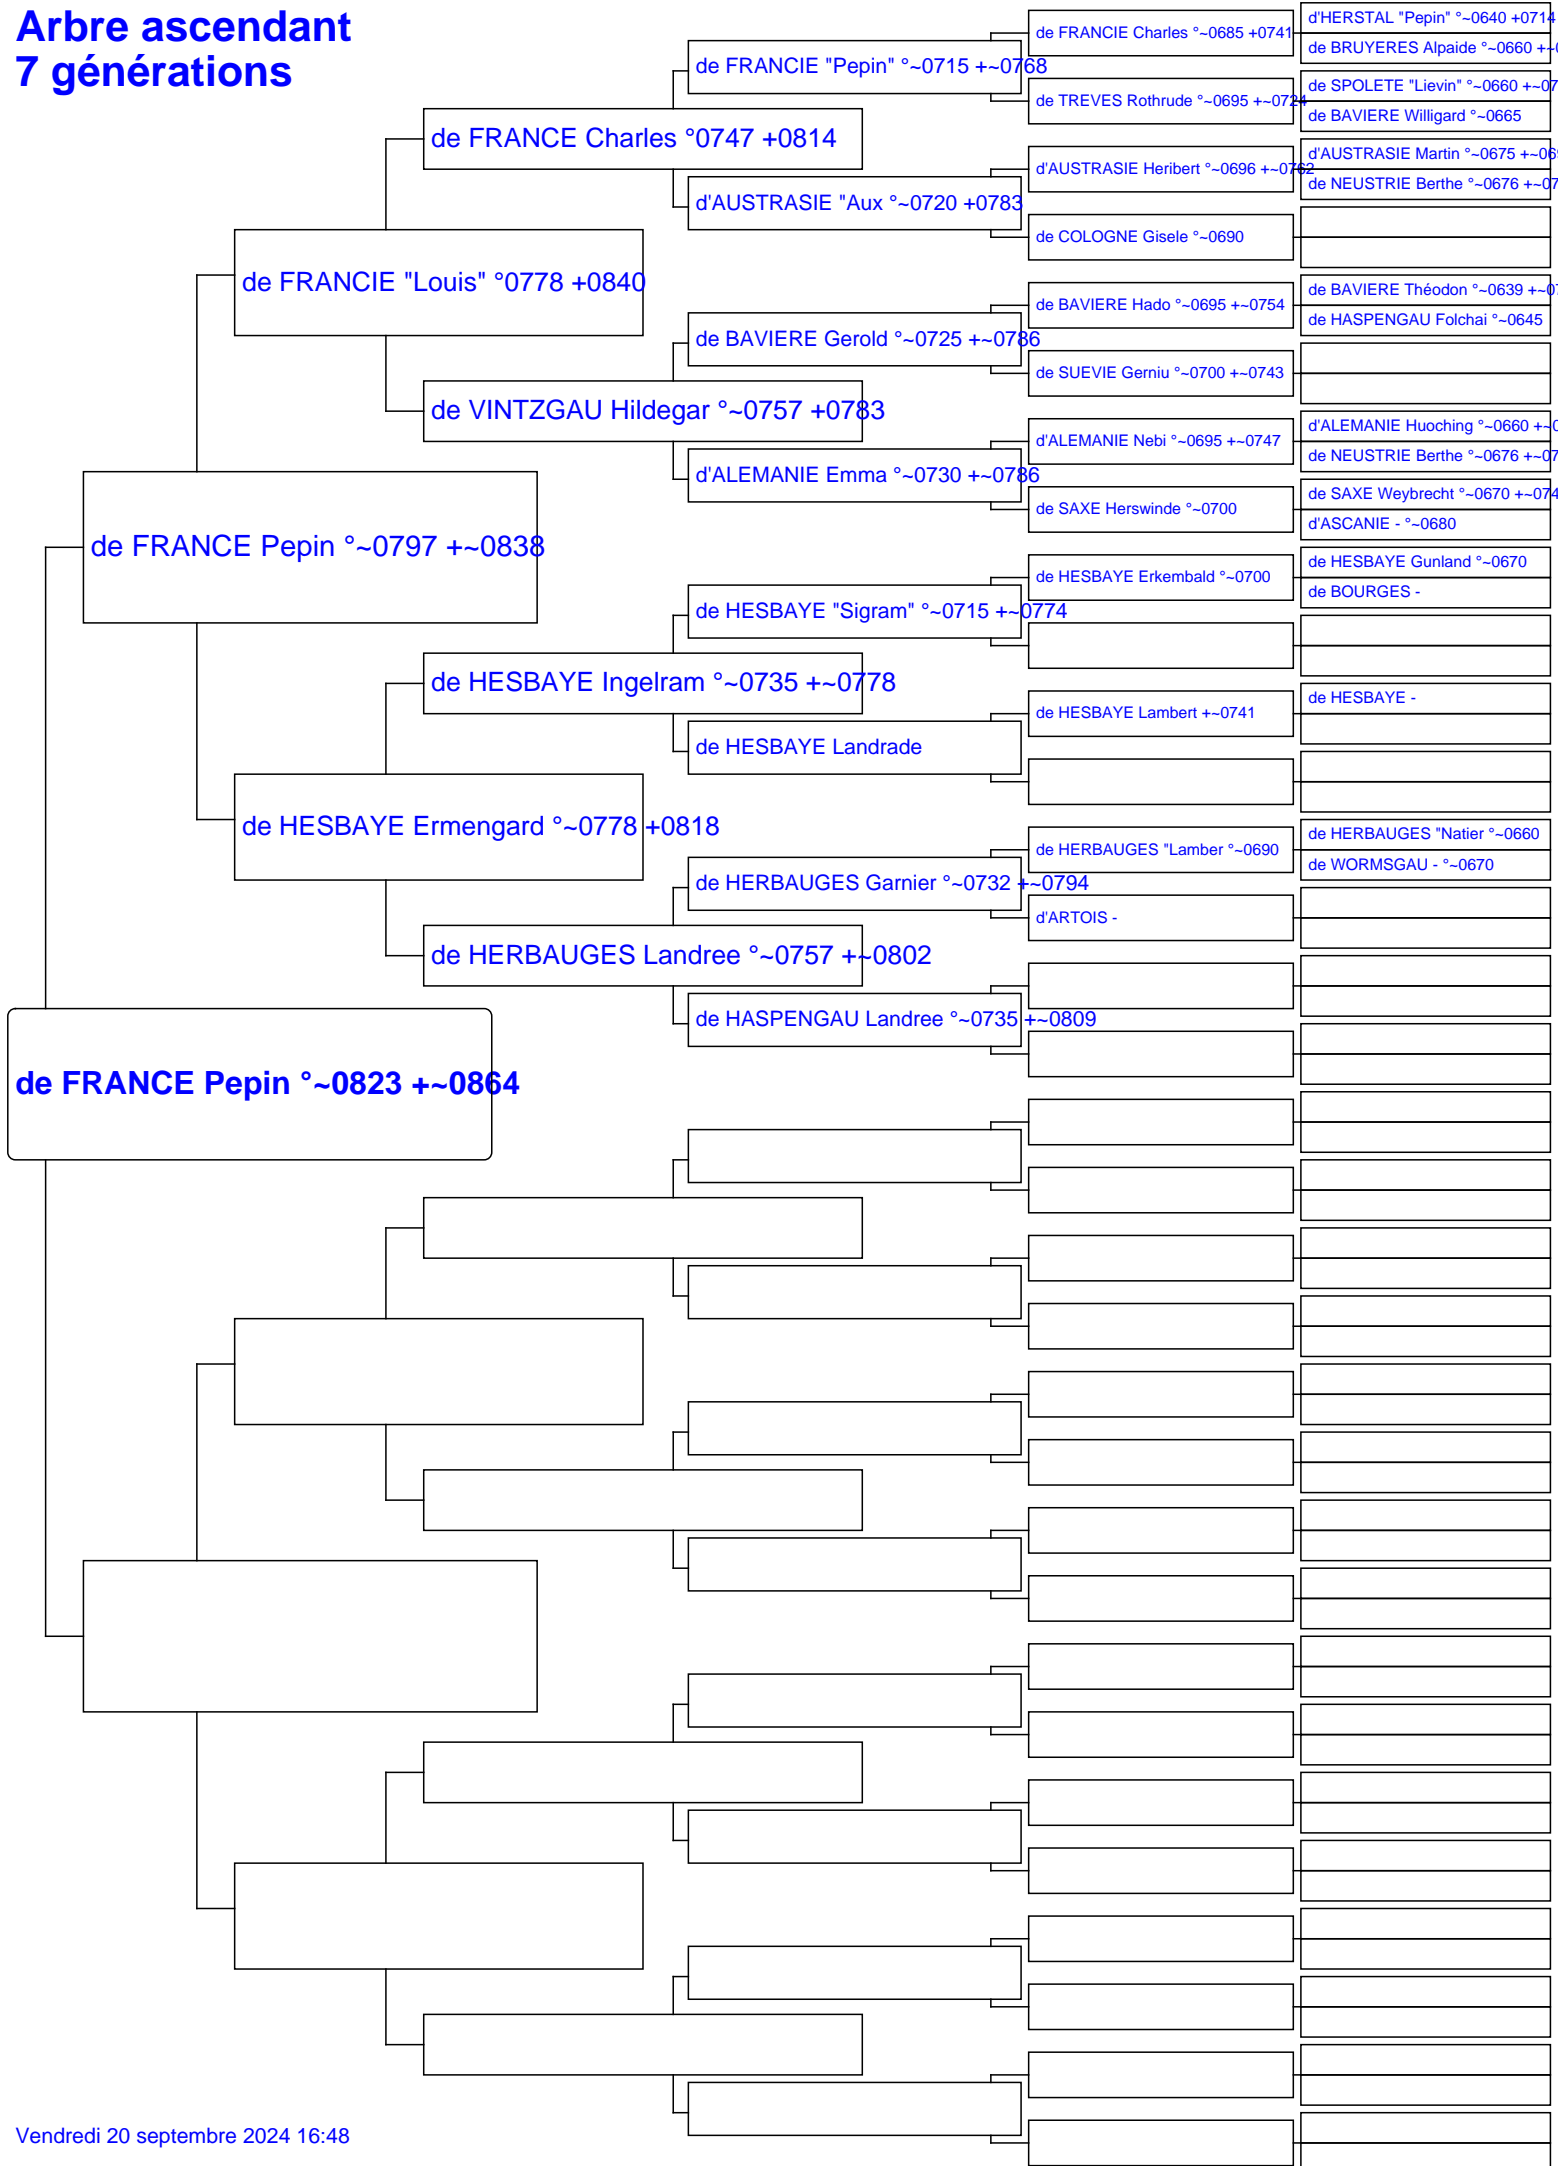 Arbre ascendant
7 générations
de FRANCE Pepin °~0823 +~0864
de FRANCE Pepin °~0797 +~0838
de FRANCIE "Louis" °0778 +0840
de HESBAYE Ermengard °~0778 +0818
de FRANCE Charles °0747 +0814
de VINTZGAU Hildegar °~0757 +0783
de HESBAYE Ingelram °~0735 +~0778
de HERBAUGES Landree °~0757 +~0802
de FRANCIE "Pepin" °~0715 +~0768
d'AUSTRASIE "Aux °~0720 +0783
de BAVIERE Gerold °~0725 +~0786
d'ALEMANIE Emma °~0730 +~0786
de HESBAYE "Sigram" °~0715 +~0774
de HESBAYE Landrade
de HERBAUGES Garnier °~0732 +~0794
de HASPENGAU Landree °~0735 +~0809
de FRANCIE Charles °~0685 +0741
de TREVES Rothrude °~0695 +~0724
d'AUSTRASIE Heribert °~0696 +~0762
de COLOGNE Gisele °~0690
de BAVIERE Hado °~0695 +~0754
de SUEVIE Gerniu °~0700 +~0743
d'ALEMANIE Nebi °~0695 +~0747
de SAXE Herswinde °~0700
de HESBAYE Erkembald °~0700
de HESBAYE Lambert +~0741
de HERBAUGES "Lamber °~0690
d'ARTOIS -
d'HERSTAL "Pepin" °~0640 +0714
de BRUYERES Alpaide °~0660 +~0
de SPOLETE "Lievin" °~0660 +~07
de BAVIERE Willigard °~0665
d'AUSTRASIE Martin °~0675 +~069
de NEUSTRIE Berthe °~0676 +~07
de BAVIERE Théodon °~0639 +~07
de HASPENGAU Folchai °~0645
d'ALEMANIE Huoching °~0660 +~0
de NEUSTRIE Berthe °~0676 +~07
de SAXE Weybrecht °~0670 +~074
d'ASCANIE - °~0680
de HESBAYE Gunland °~0670
de BOURGES -
de HESBAYE -
de HERBAUGES "Natier °~0660
de WORMSGAU - °~0670
Vendredi 20 septembre 2024 16:48